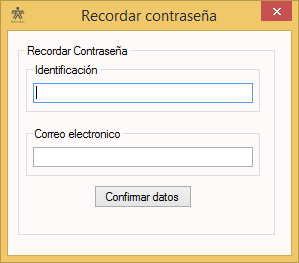 Recordar contraseña
Recordar Contraseña
Identificación
Correo electronico
Confirmar datos